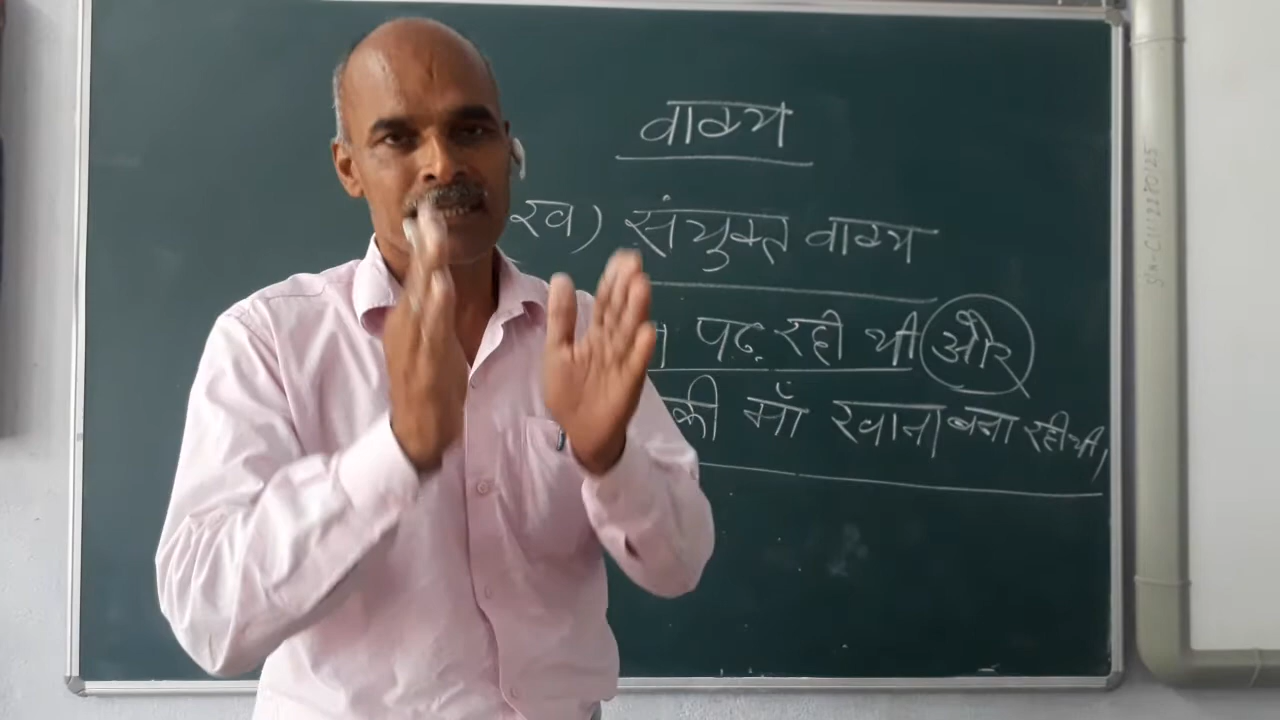 वाक्य
ख) संयुक्त वाक्य
पढ़ रही थी और
की माँ खाना बना रही थी।